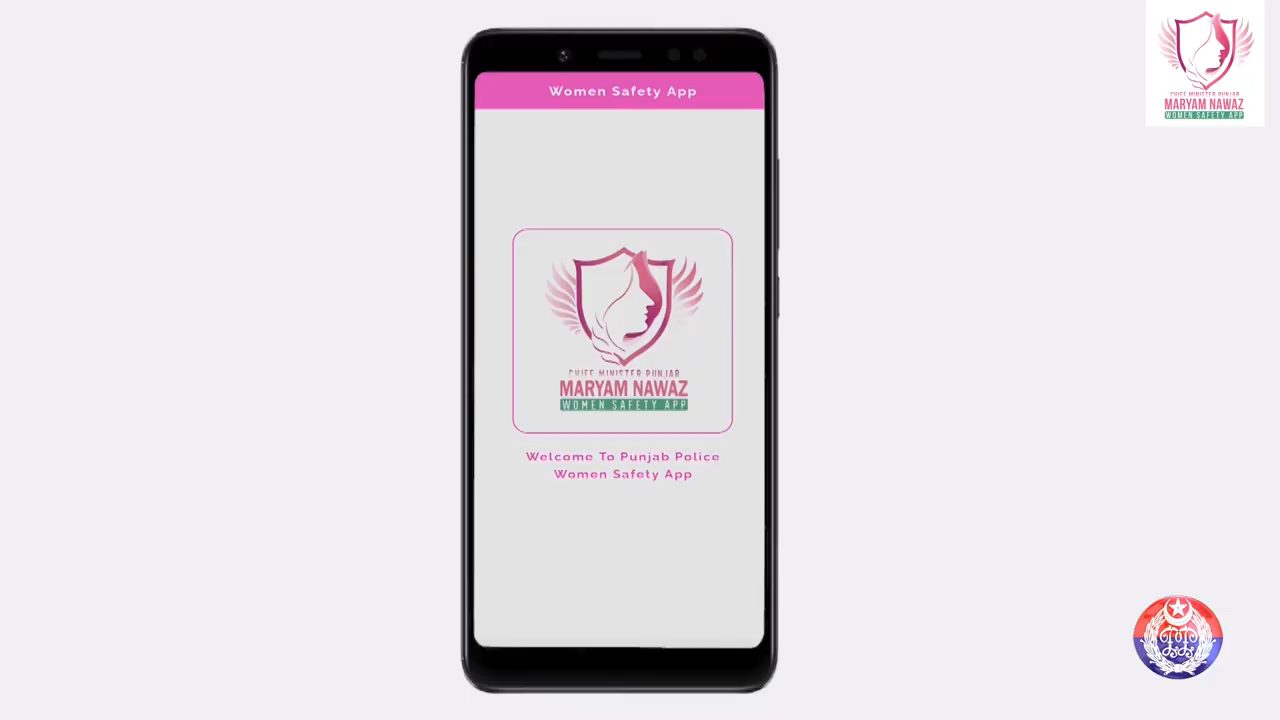 Women Safety App
CHIEF MINISTER PUNJAB
MARYAM NAWAZ
WOMEN SAFETY APP
Welcome To Punjab Police
Women Safety App
CHIEF MINISTER PUNJAB
MARYAM NAWAZ
WOMEN SAFETY APP